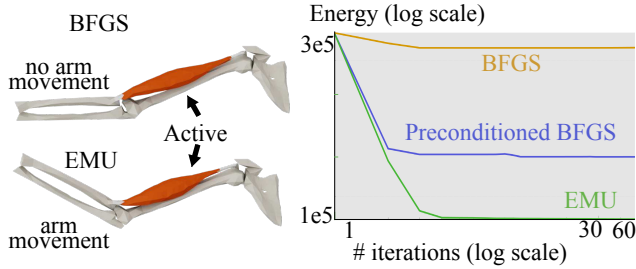 BFGS
no arm
movement
Active
EMU
arm
movement
Energy (log scale)
3e5
BFGS
Preconditioned BFGS
EMU
1e5
1
30 60
# iterations (log scale)